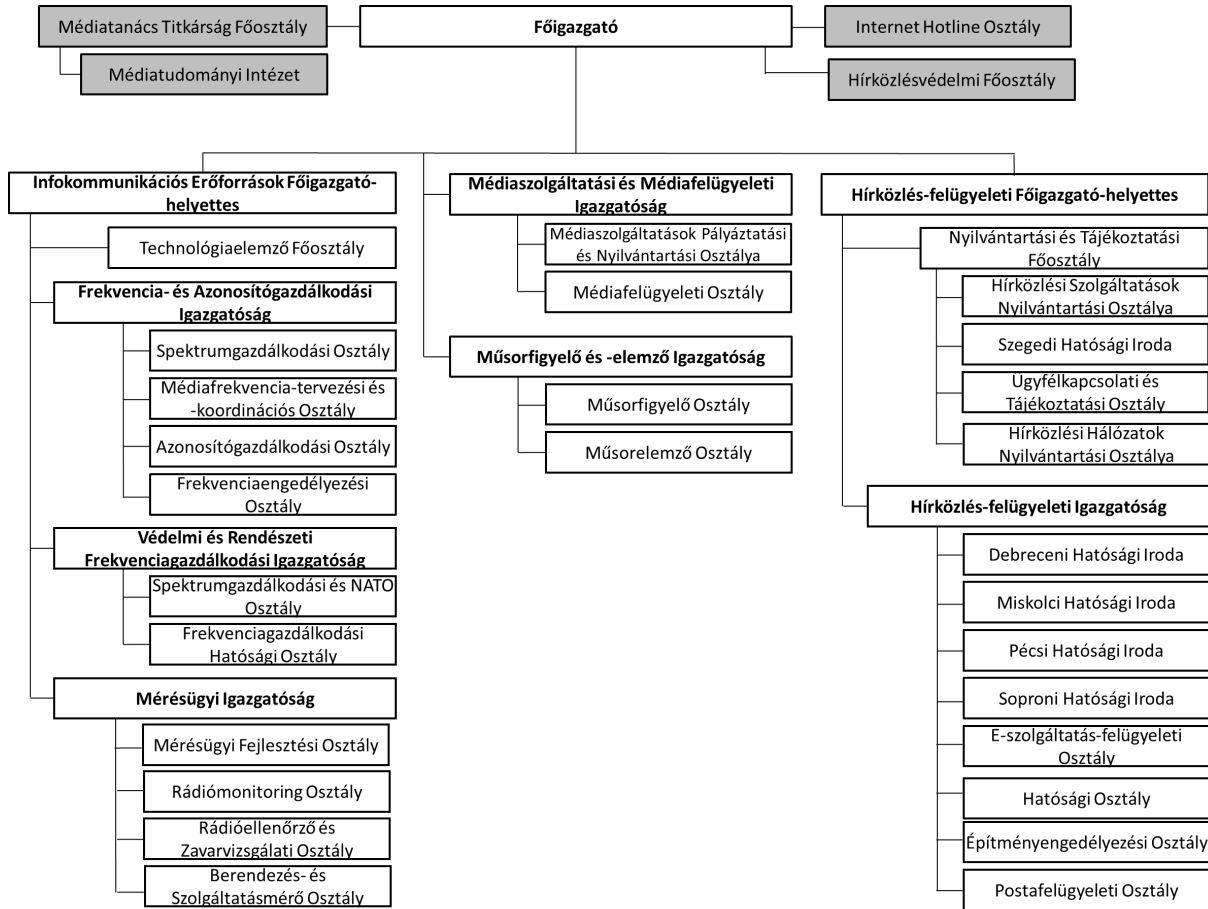 Médiatanács Titkárság Főosztály
Főigazgató
Internet Hotline Osztály
Médiatudományi Intézet
Hírközlésvédelmi Főosztály
Infokommunikációs Erőforrások Főigazgató-
helyettes
Technológiaelemző Főosztály
Frekvencia- és Azonosítógazdálkodási
Igazgatóság
Spektrumgazdálkodási Osztály
Médiafrekvencia-tervezési és
-koordinációs Osztály
Azonosítógazdálkodási Osztály
Frekvenciaengedélyezési
Osztály
Védelmi és Rendészeti
Frekvenciagazdálkodási Igazgatóság
Spektrumgazdálkodási és NATO
Osztály
Frekvenciagazdálkodási
Hatósági Osztály
Mérésügyi Igazgatóság
Mérésügyi Fejlesztési Osztály
Rádiómonitoring Osztály
Rádióellenőrző és
Zavarvizsgálati Osztály
Berendezés- és
Szolgáltatásmérő Osztály
Médiaszolgáltatási és Médiafelügyeleti
Igazgatóság
Médiaszolgáltatások Pályáztatási
és Nyilvántartási Osztálya
Médiafelügyeleti Osztály
Műsorfigyelő és -elemző Igazgatóság
Műsorfigyelő Osztály
Műsorelemző Osztály
Hírközlés-felügyeleti Főigazgató-helyettes
Nyilvántartási és Tájékoztatási
Főosztály
Hírközlési Szolgáltatások
Nyilvántartási Osztálya
Szegedi Hatósági Iroda
Ügyfélkapcsolati és
Tájékoztatási Osztály
Hírközlési Hálózatok
Nyilvántartási Osztálya
Hírközlés-felügyeleti Igazgatóság
Debreceni Hatósági Iroda
Miskolci Hatósági Iroda
Pécsi Hatósági Iroda
Soproni Hatósági Iroda
E-szolgáltatás-felügyeleti
Osztály
Hatósági Osztály
Építményengedélyezési Osztály
Postafelügyeleti Osztály